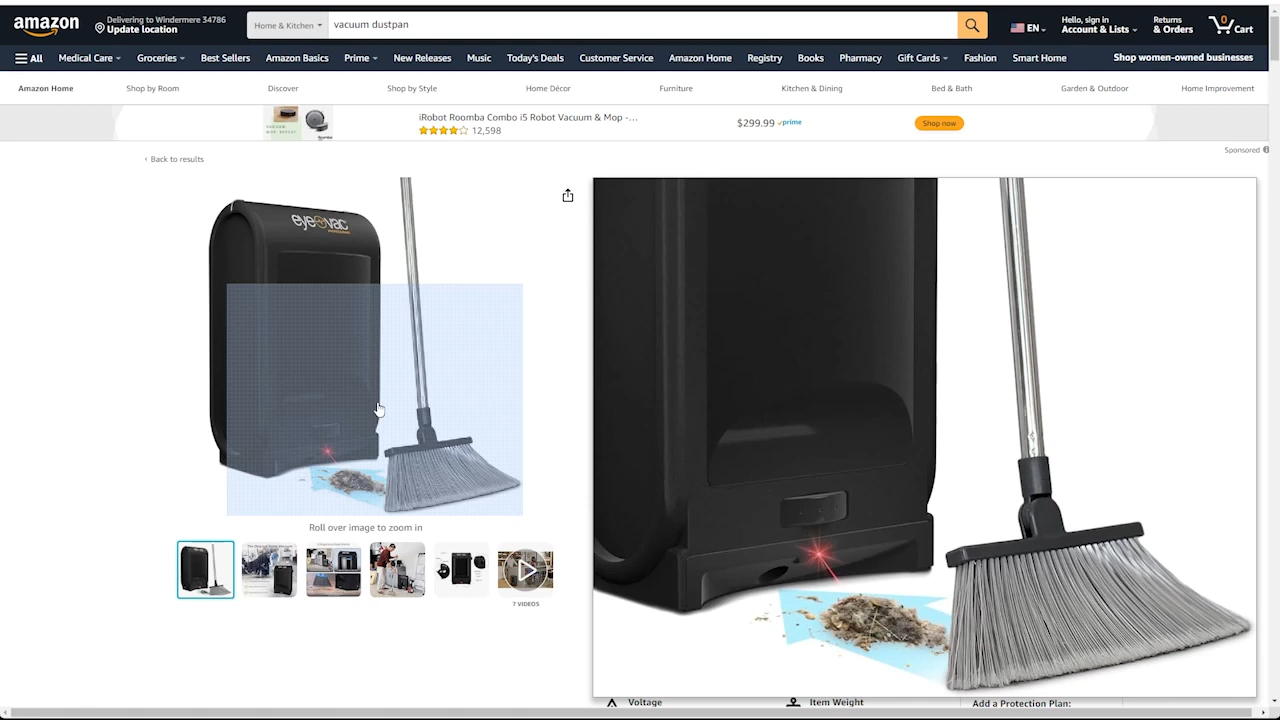 amazon
Delivering to Windermere 34786
Update location
Home & Kitchen
vacuum dustpan
EN
Hello, sign in
Account & Lists
Returns
& Orders
0
Cart
All
Medical Care
Groceries
Best Sellers
Amazon Basics
Prime
New Releases
Music
Today's Deals
Customer Service
Amazon Home
Registry
Books
Pharmacy
Gift Cards
Fashion
Smart Home
Shop women-owned businesses
Amazon Home
Shop by Room
Discover
Shop by Style
Home Décor
Furniture
Kitchen & Dining
Bed & Bath
Garden & Outdoor
Home Improvement
iRobot Roomba Combo i5 Robot Vacuum & Mop -...
12,598
$299.99 prime
Shop now
Sponsored
‹ Back to results
eyevac
PROFESSIONAL
Roll over image to zoom in
7 VIDEOS
Voltage
Item Weight
Add a Protection Plan: